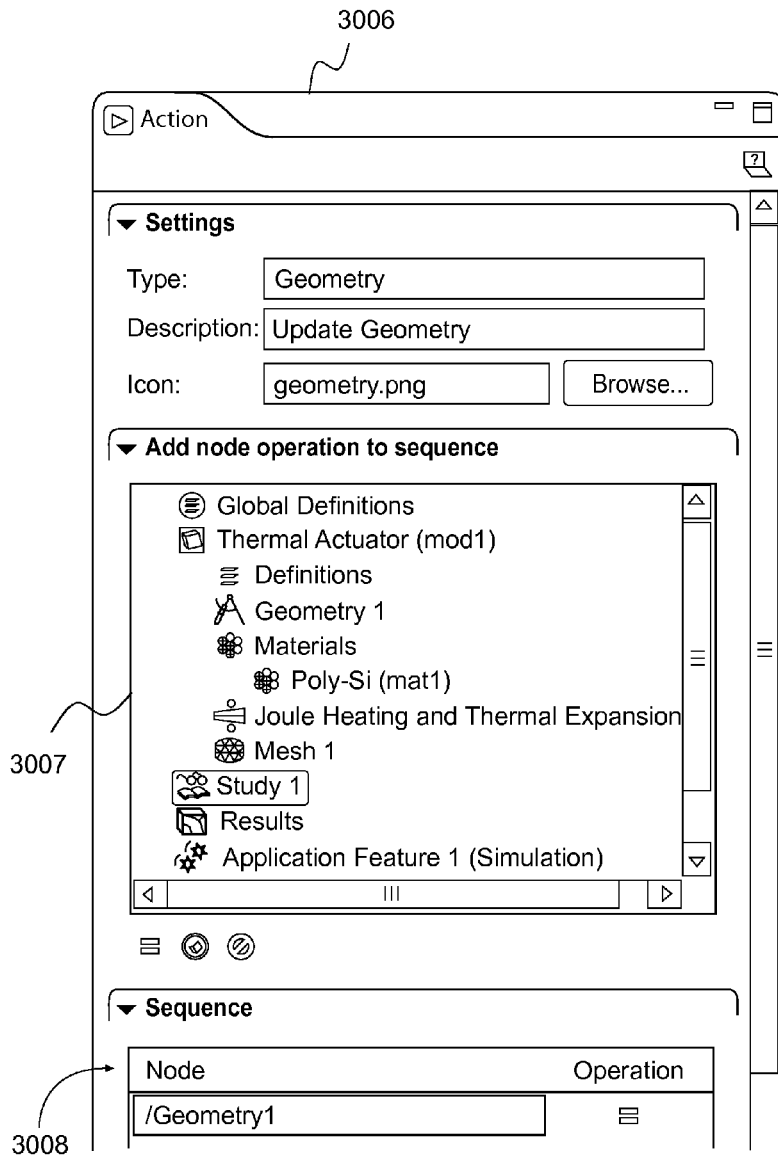 3006
Action
?
Settings
Type: Geometry
Description: Update Geometry
Icon: geometry.png Browse...
Add node operation to sequence
Global Definitions
Thermal Actuator (mod1)
Definitions
Geometry 1
Materials
Poly-Si (mat1)
Joule Heating and Thermal Expansion
Mesh 1
3007
Study 1
Results
Application Feature 1 (Simulation)
Sequence
Node Operation
/Geometry1
3008